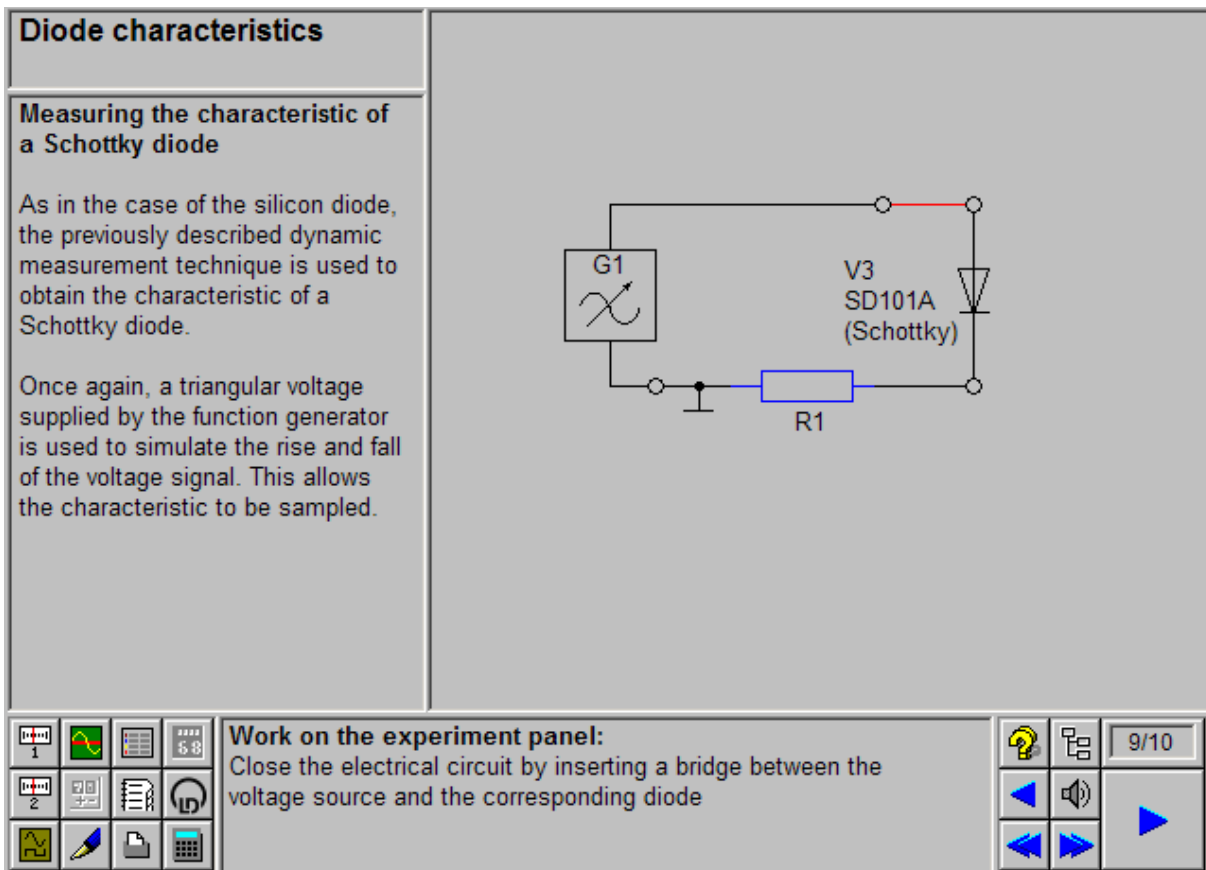 Diode characteristics
Measuring the characteristic of
a Schottky diode
As in the case of the silicon diode,
the previously described dynamic
measurement technique is used to
obtain the characteristic of a
Schottky diode.
Once again, a triangular voltage
supplied by the function generator
is used to simulate the rise and fall
of the voltage signal. This allows
the characteristic to be sampled.
G1
V3
SD101A
(Schottky)
R1
1
68
2
LD
Work on the experiment panel:
Close the electrical circuit by inserting a bridge between the
voltage source and the corresponding diode
9/10